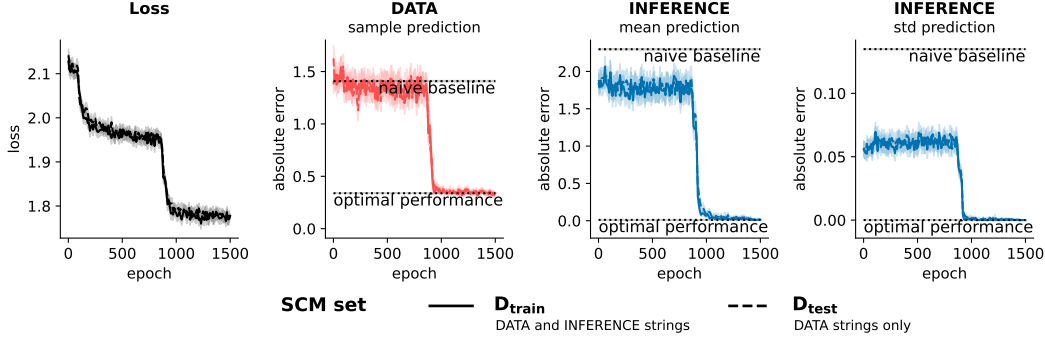 Loss
loss
2.1
2.0
1.9
1.8
0
500
1000
1500
epoch
DATA
sample prediction
absolute error
1.5
1.0
0.5
0.0
naive baseline
optimal performance
0
500
1000
1500
epoch
INFERENCE
mean prediction
absolute error
2.0
1.5
1.0
0.5
0.0
naive baseline
optimal performance
0
500
1000
1500
epoch
INFERENCE
std prediction
absolute error
0.10
0.05
0.00
naive baseline
optimal performance
0
500
1000
1500
epoch
SCM set
D_train
DATA and INFERENCE strings
D_test
DATA strings only